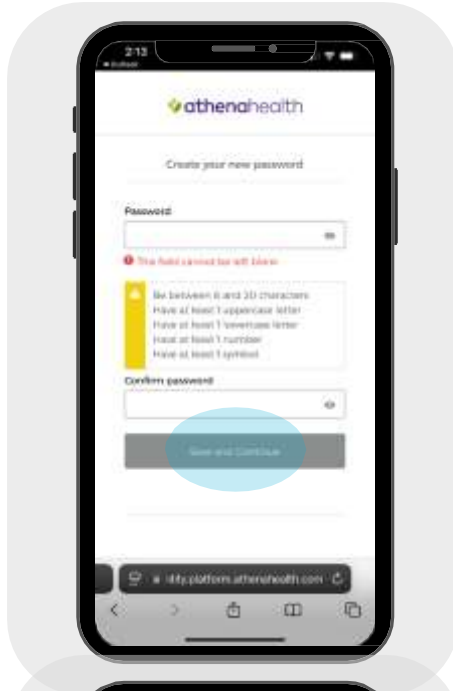 2:13
athenahealth
Create your new password
Password
This field cannot be left blank
Be between 8 and 20 characters
Have at least 1 uppercase letter
Have at least 1 lowercase letter
Have at least 1 number
Have at least 1 symbol
Confirm password
Save and Continue
ntity.platform.athenahealth.com